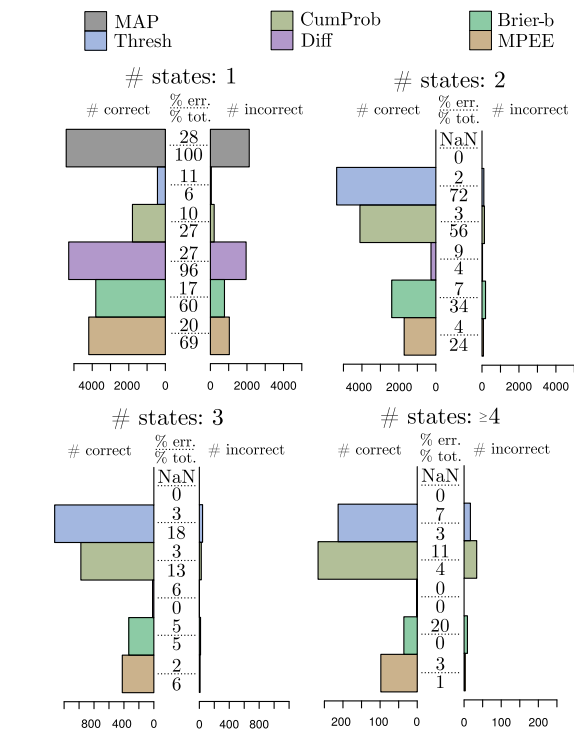 MAP CumProb Brier-b
Thresh Diff MPEE
# states: 1
# correct % err. # incorrect
% tot.
28
100
11
6
10
27
27
96
17
60
20
69
4000 2000 0 0 2000 4000
# states: 2
# correct % err. # incorrect
% tot.
NaN
0
2
72
3
56
9
4
7
34
4
24
4000 2000 0 0 2000 4000
# states: 3
# correct % err. # incorrect
% tot.
NaN
0
3
18
3
13
6
0
5
5
2
6
800 400 0 0 400 800
# states: ≥4
# correct % err. # incorrect
% tot.
NaN
0
7
3
11
4
0
0
20
0
3
1
200 100 0 0 100 200